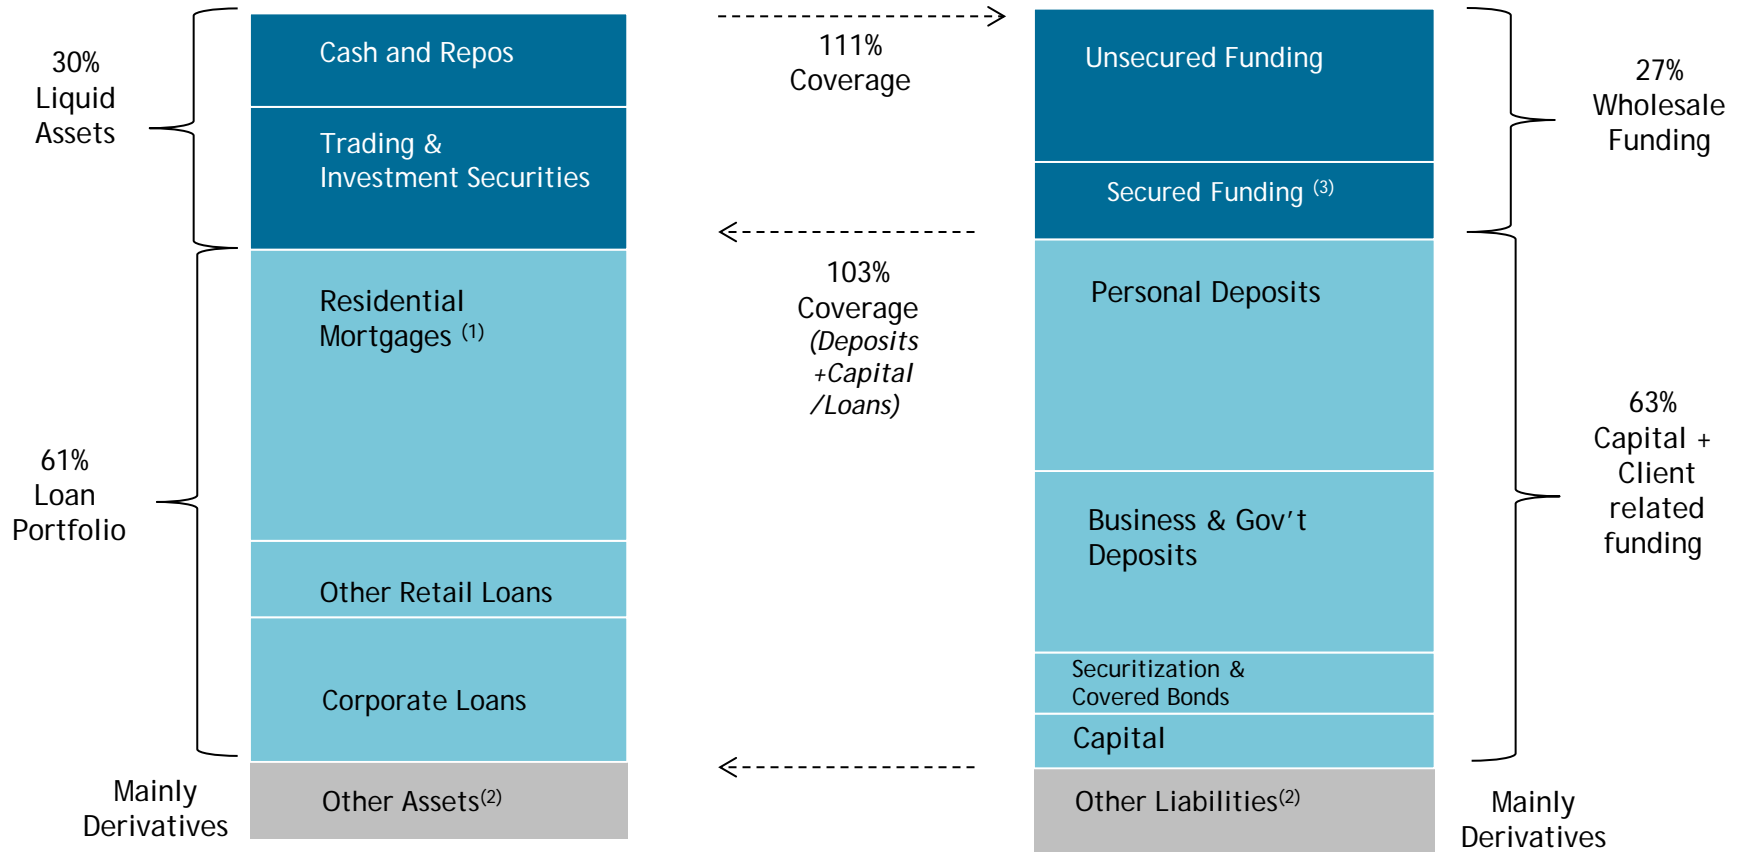 30%
Liquid
Assets
Cash and Repos
Trading &
Investment Securities
61%
Loan
Portfolio
Residential
Mortgages (1)
Other Retail Loans
Corporate Loans
Mainly
Derivatives
Other Assets(2)
111%
Coverage
103%
Coverage
(Deposits
+Capital
/Loans)
Unsecured Funding
Secured Funding (3)
27%
Wholesale
Funding
Personal Deposits
Business & Gov’t
Deposits
Securitization &
Covered Bonds
Capital
63%
Capital +
Client
related
funding
Other Liabilities(2)
Mainly
Derivatives